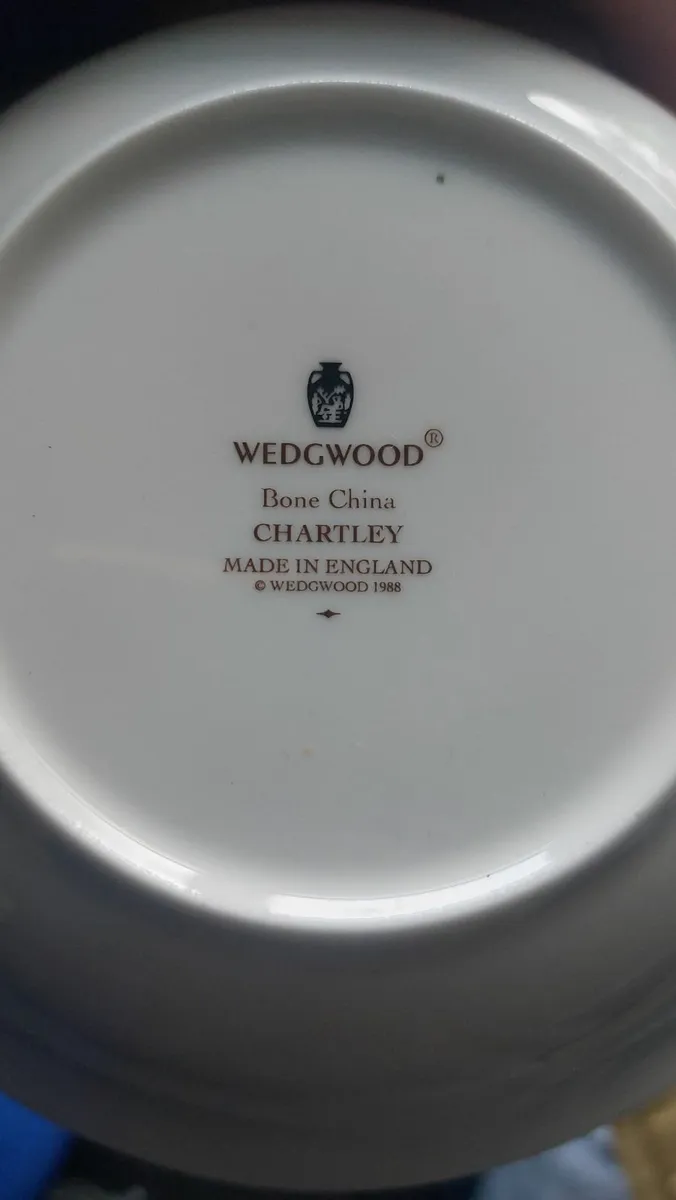 WEDGWOOD®
Bone China
CHARTLEY
MADE IN ENGLAND
© WEDGWOOD 1988